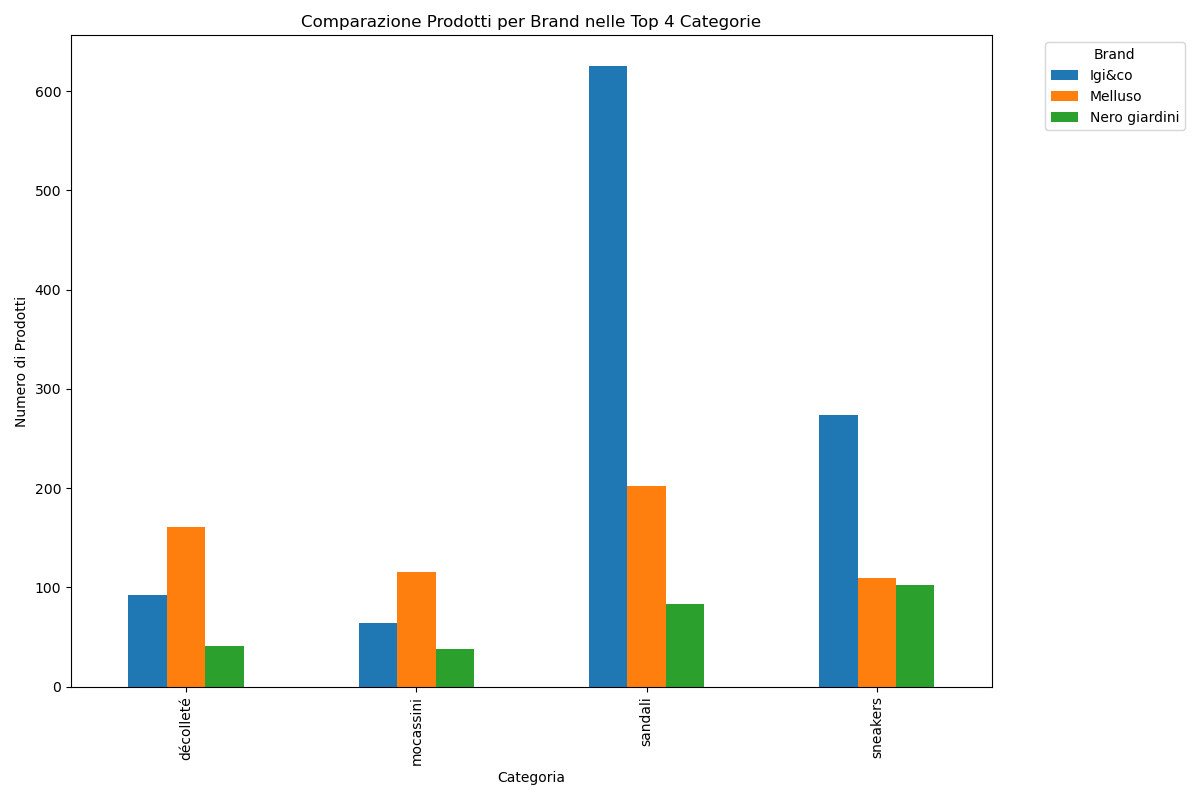 Comparazione Prodotti per Brand nelle Top 4 Categorie
Brand
Igi&co
Melluso
Nero giardini
Numero di Prodotti
600
500
400
300
200
100
0
décolleté
mocassini
sandali
sneakers
Categoria